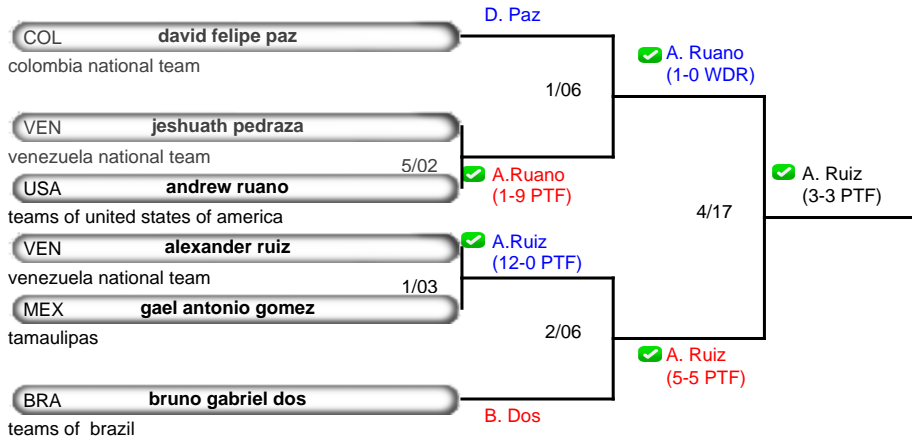 D. Paz
COL david felipe paz
colombia national team
A. Ruano
(1-0 WDR)
1/06
VEN jeshuath pedraza
venezuela national team
5/02
USA andrew ruano
teams of united states of america
A.Ruano
(1-9 PTF)
A. Ruiz
(3-3 PTF)
4/17
VEN alexander ruiz
venezuela national team
A.Ruiz
(12-0 PTF)
1/03
MEX gael antonio gomez
tamaulipas
2/06
A. Ruiz
(5-5 PTF)
BRA bruno gabriel dos
teams of  brazil
B. Dos